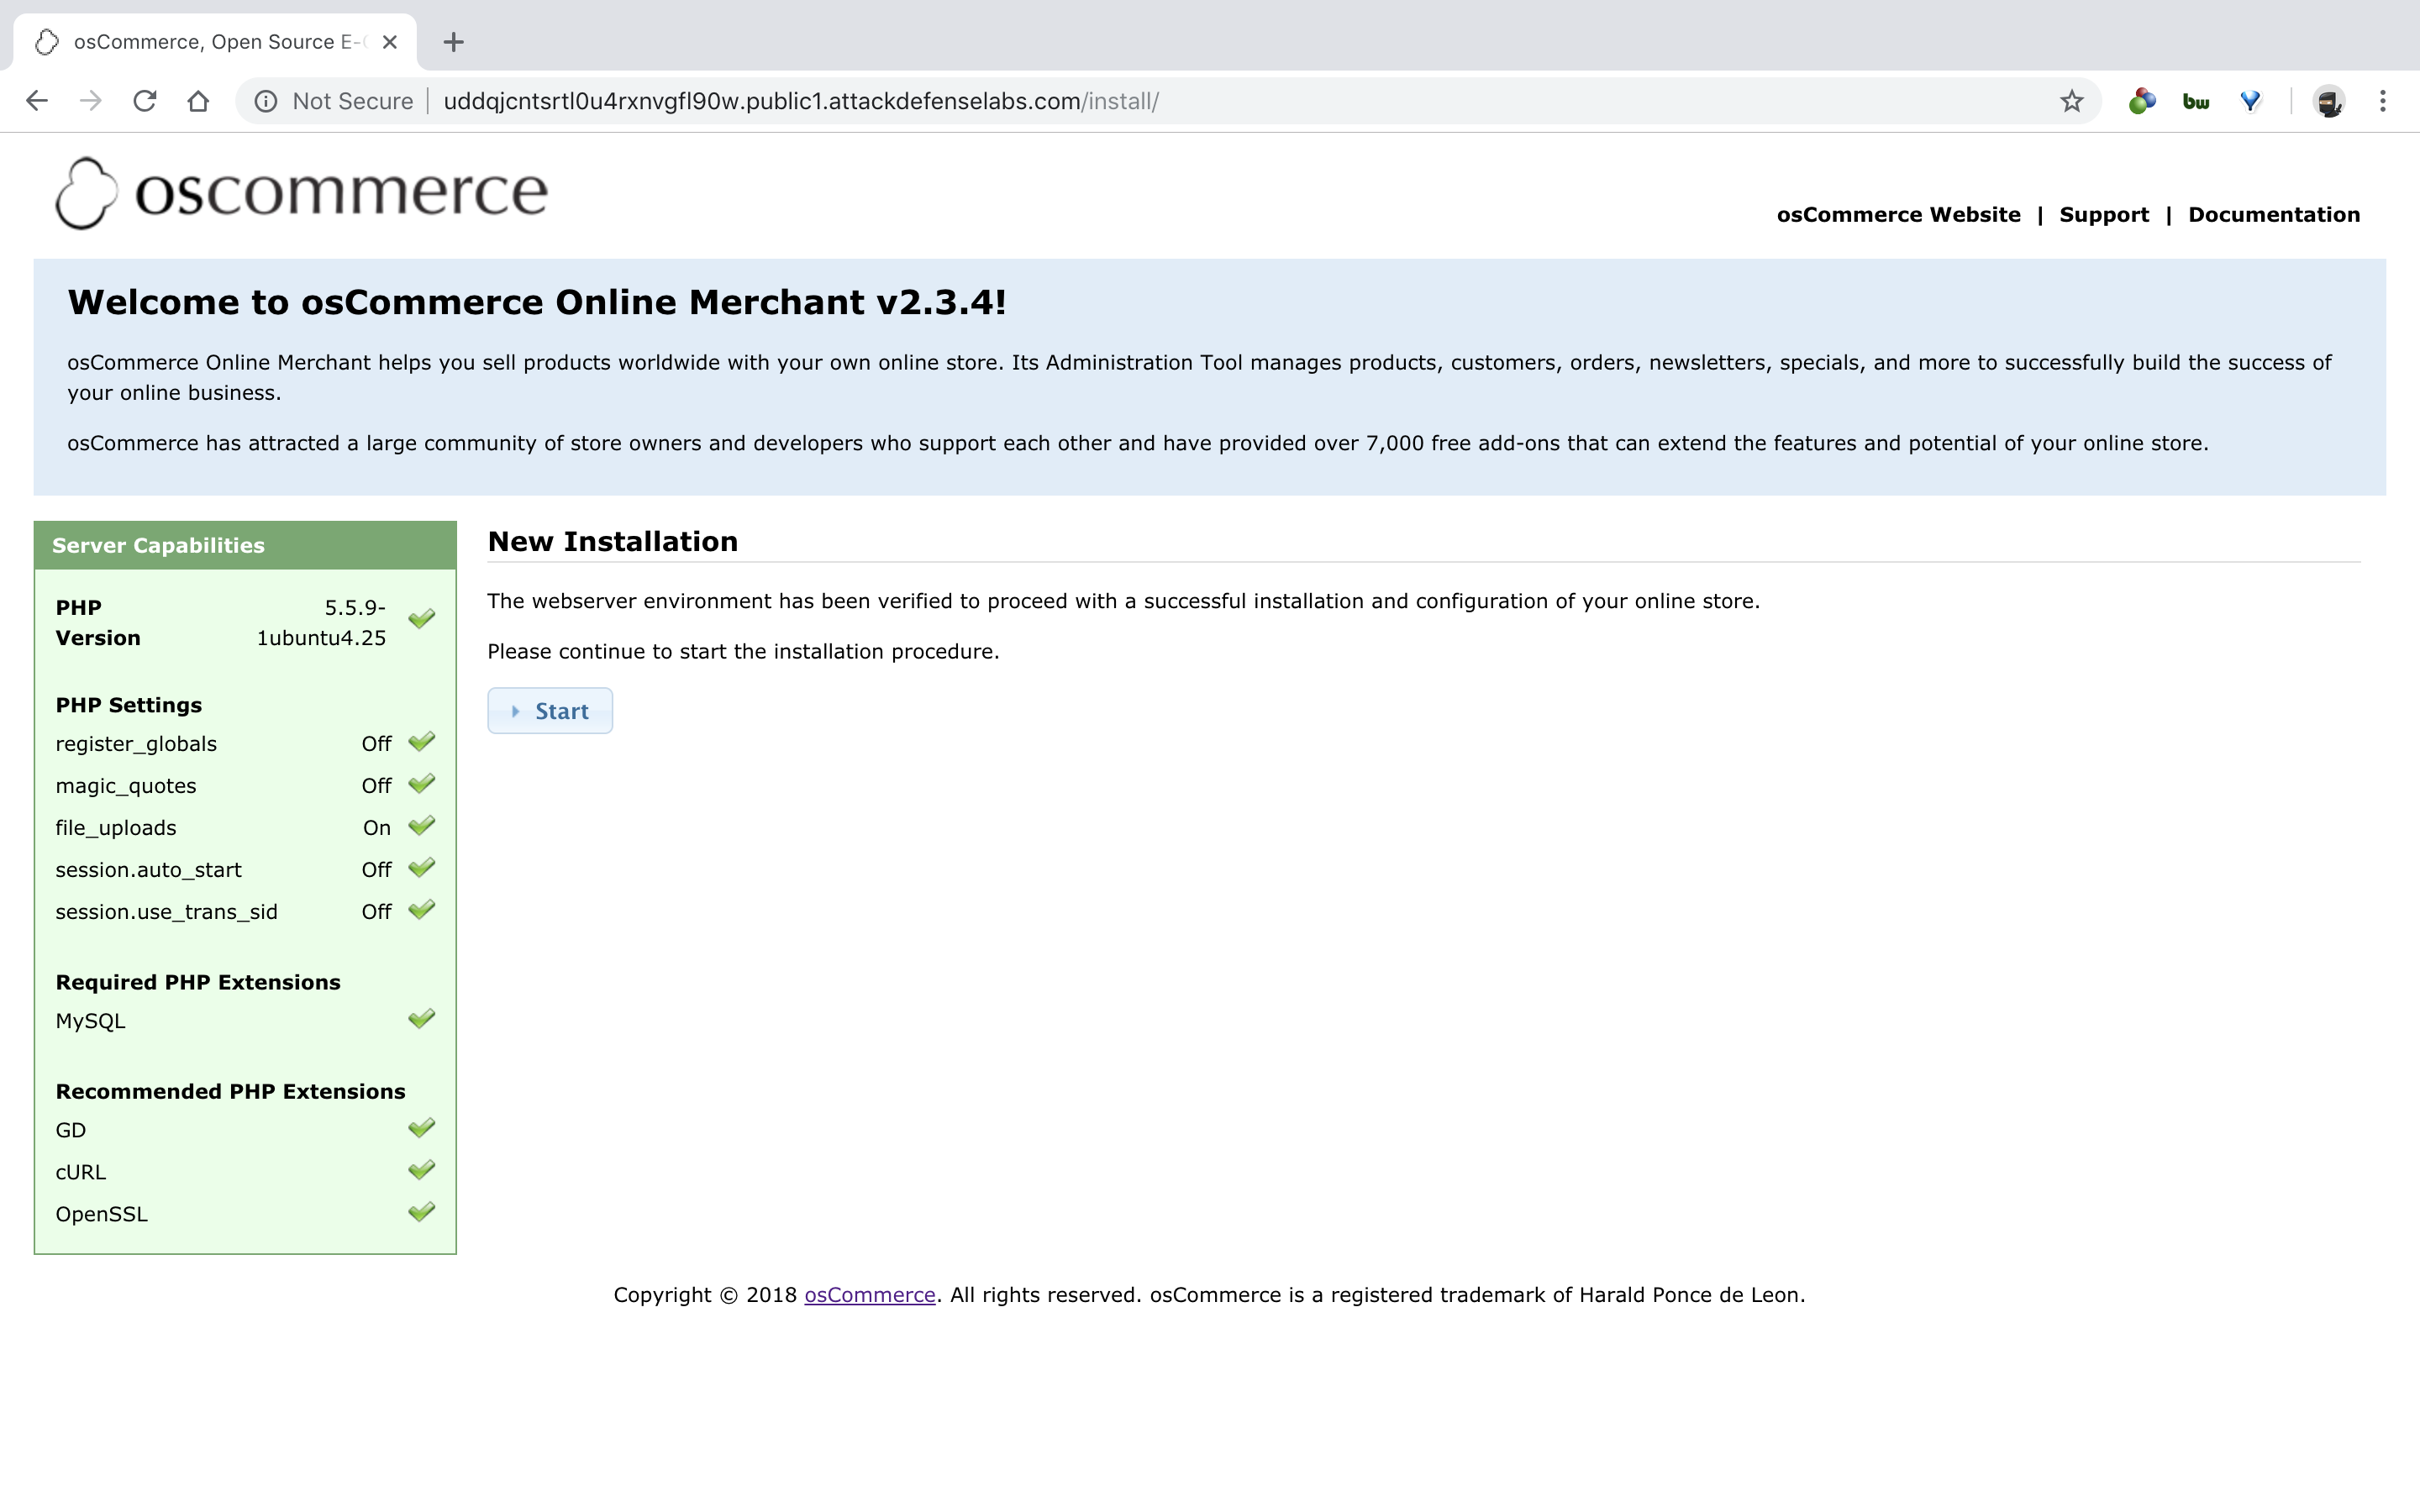 osCommerce, Open Source E-
Not Secure
uddqjcntsrtl0u4rxnvgfl90w.public1.attackdefenselabs.com/install/
bw
oscommerce
osCommerce Website | Support | Documentation
Welcome to osCommerce Online Merchant v2.3.4!
osCommerce Online Merchant helps you sell products worldwide with your own online store. Its Administration Tool manages products, customers, orders, newsletters, specials, and more to successfully build the success of
your online business.
osCommerce has attracted a large community of store owners and developers who support each other and have provided over 7,000 free add-ons that can extend the features and potential of your online store.
Server Capabilities
PHP 5.5.9-
Version 1ubuntu4.25
PHP Settings
register_globals Off
magic_quotes Off
file_uploads On
session.auto_start Off
session.use_trans_sid Off
Required PHP Extensions
MySQL
Recommended PHP Extensions
GD
cURL
OpenSSL
New Installation
The webserver environment has been verified to proceed with a successful installation and configuration of your online store.
Please continue to start the installation procedure.
Start
Copyright © 2018 osCommerce. All rights reserved. osCommerce is a registered trademark of Harald Ponce de Leon.